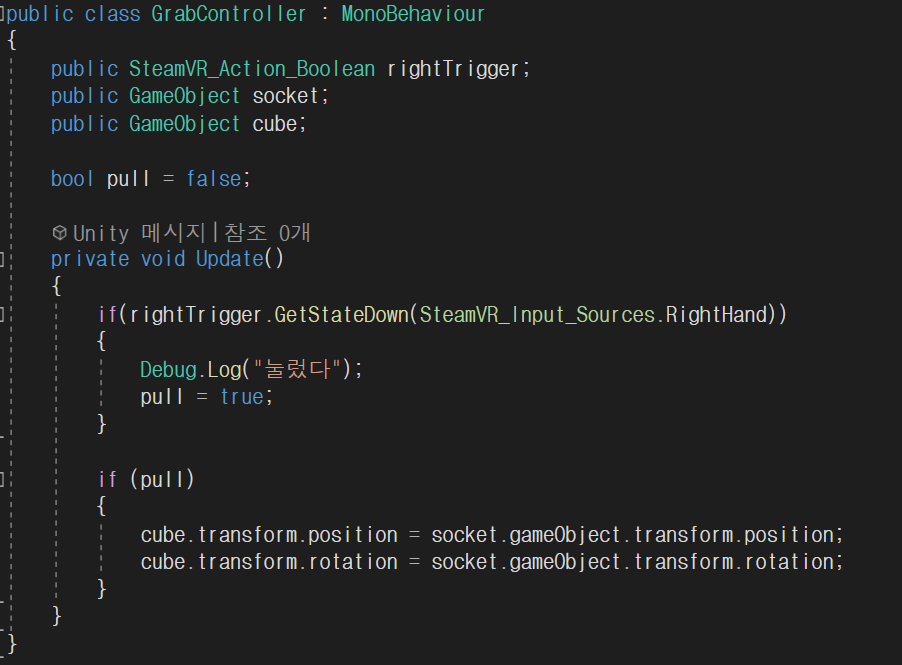 public class GrabController : MonoBehaviour
{
public SteamVR_Action_Boolean rightTrigger;
public GameObject socket;
public GameObject cube;
bool pull = false;
Unity 메시지|참조 0개
private void Update()
{
if(rightTrigger.GetStateDown(SteamVR_Input_Sources.RightHand))
{
Debug.Log("눌렀다");
pull = true;
}
if (pull)
{
cube.transform.position = socket.gameObject.transform.position;
cube.transform.rotation = socket.gameObject.transform.rotation;
}
}
}